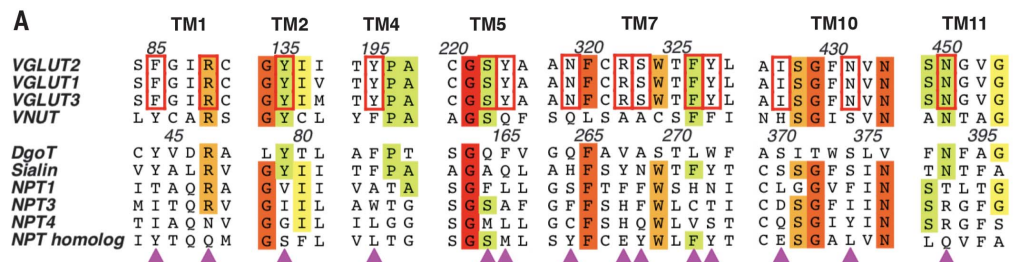 A TM1 TM2 TM4 TM5 TM7 TM10 TM11
85 135 195 220 320 325 430 450
VGLUT2 S F G I R C G Y I I T Y P A C G S Y A A N F C R S W T F Y L A I S G F N V N S N G V G
VGLUT1 S F G I R C G Y I I T Y P A C G S Y A A N F C R S W T F Y L A I S G F N V N S N G V G
VGLUT3 S F G I R C G Y I M T Y P A C G S Y A A N F C R S W T F Y L A I S G F N V N S N G V G
VNUT L Y C A R S G Y C L Y F P A A G S Q F S Q L S A A C S F F I N H S G I S V N A N T A G
45 80 165 265 270 370 375 395
DgoT C Y V D R A L Y T L A F P T S G Q F V G Q F A V A S T L W F A S I T W S L V F N F A G
Sialin V Y A L R V G Y I I T F P A S G A Q L A H F S Y N W T F Y T C S S G F S I N T N T F A
NPT1 I T A Q R A G V I I V A T A S G F L L G S F T F F W S H N I C L G G V F I N S T L T G
NPT3 M I T Q R V G I I L A W T G S G S A F G F F S H Q W L C T I C D S G F I I N S R G F G
NPT4 T I A Q N V G G I L I L G G S G M L L G C F S H Q W L V S T C Q S G I Y I N S R G F S
NPT homolog I Y T Q Q M G S F L V L T G S G S M L S Y F C E Y W L F Y T C E S G A L V N L Q V F A